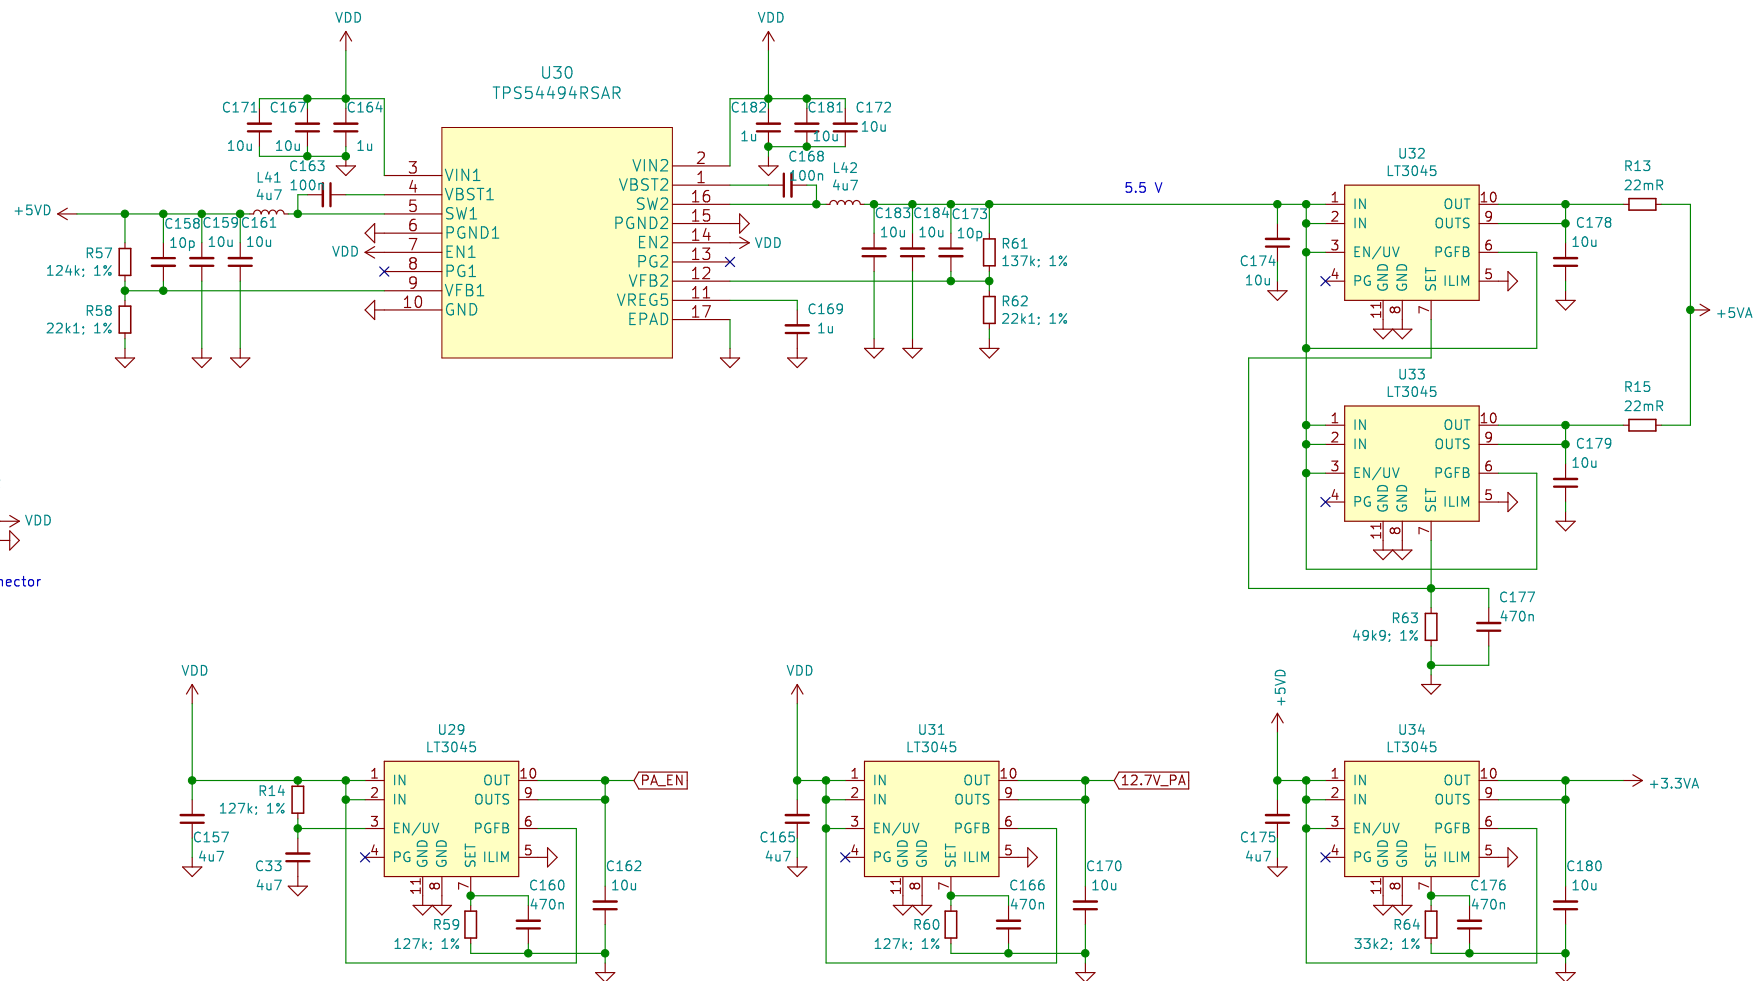 VDD
VDD
U30
TPS54494RSAR
C171
C167
C164
10u
10u
1u
C163
100n
L41
4u7
+5VD
C158
C159
C161
10p
10u
10u
R57
124k; 1%
R58
22k1; 1%
VDD
3
4
5
6
7
8
9
10
VIN1
VBST1
SW1
PGND1
EN1
PG1
VFB1
GND
VIN2
VBST2
SW2
PGND2
EN2
PG2
VFB2
VREG5
EPAD
2
1
16
15
14
13
12
11
17
C182
C181
C172
1u
10u
10u
C168
100n
L42
4u7
VDD
C169
1u
C183
C184
C173
10u
10u
10p
R61
137k; 1%
R62
22k1; 1%
5.5 V
C174
10u
U32
LT3045
1
2
3
4
IN
IN
EN/UV
PG
GND
GND
SET
OUT
OUTS
PGFB
ILIM
10
9
6
5
11
8
7
C178
10u
R13
22mR
+5VA
U33
LT3045
1
2
3
4
IN
IN
EN/UV
PG
GND
GND
SET
OUT
OUTS
PGFB
ILIM
10
9
6
5
11
8
7
C179
10u
R15
22mR
R63
49k9; 1%
C177
470n
VDD
nector
VDD
U29
LT3045
R14
127k; 1%
C157
4u7
C33
4u7
1
2
3
4
IN
IN
EN/UV
PG
GND
GND
SET
OUT
OUTS
PGFB
ILIM
10
9
6
5
11
8
7
R59
127k; 1%
C160
470n
C162
10u
PA_EN
VDD
U31
LT3045
C165
4u7
1
2
3
4
IN
IN
EN/UV
PG
GND
GND
SET
OUT
OUTS
PGFB
ILIM
10
9
6
5
11
8
7
R60
127k; 1%
C166
470n
C170
10u
12.7V_PA
+5VD
U34
LT3045
C175
4u7
1
2
3
4
IN
IN
EN/UV
PG
GND
GND
SET
OUT
OUTS
PGFB
ILIM
10
9
6
5
11
8
7
R64
33k2; 1%
C176
470n
C180
10u
+3.3VA